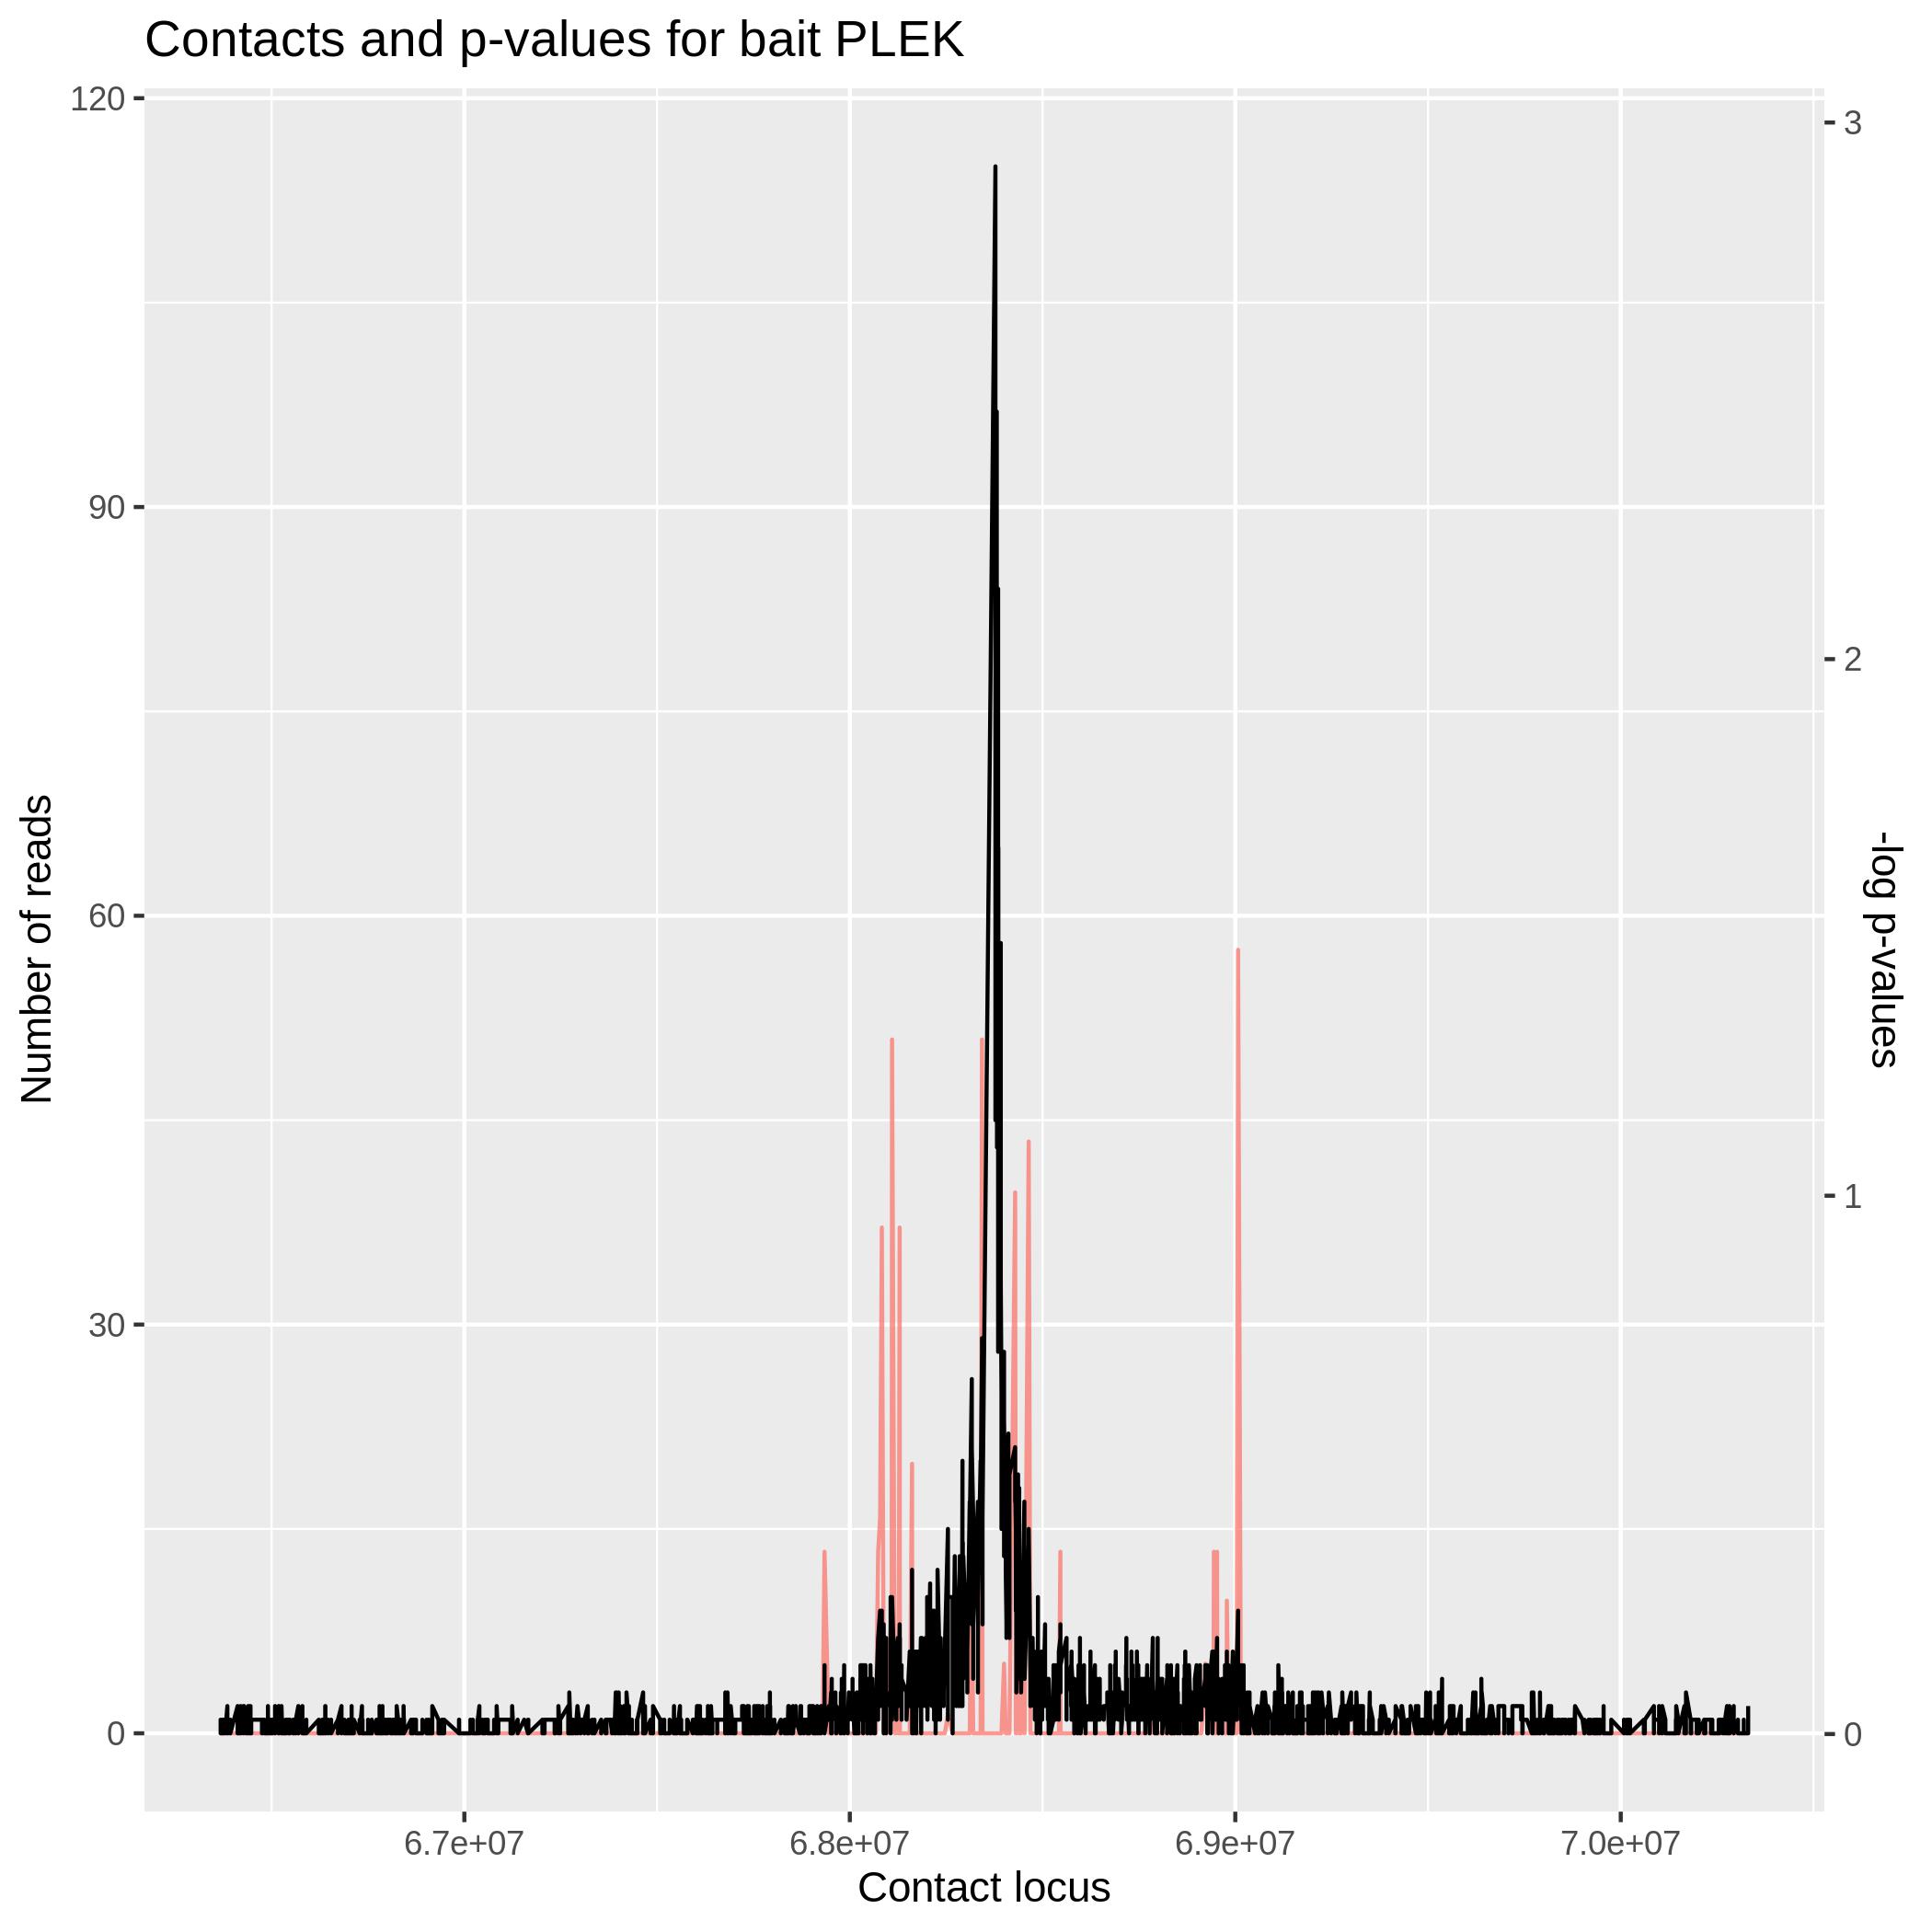 Contacts and p-values for bait PLEK
120
90
60
30
0
Number of reads
3
2
1
0
-log p-values
6.7e+07
6.8e+07
6.9e+07
7.0e+07
Contact locus